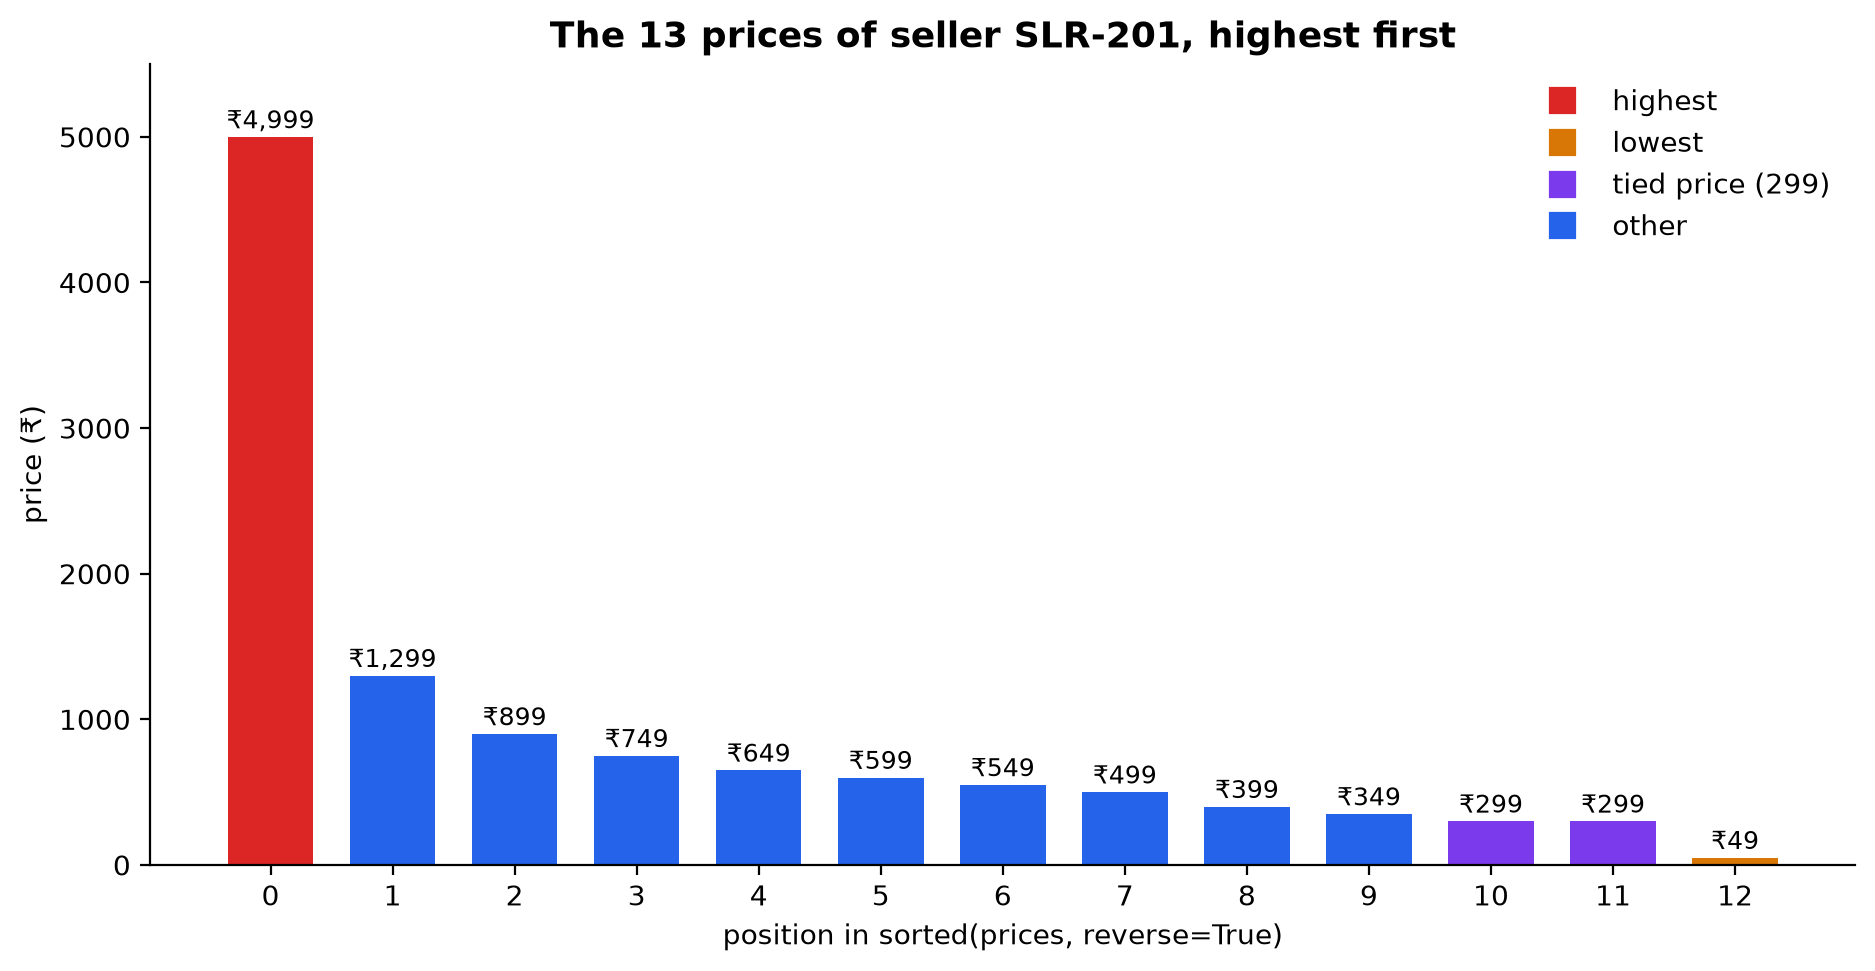 The 13 prices of seller SLR-201, highest first
highest
lowest
tied price (299)
other
price (₹)
5000
4000
3000
2000
1000
0
₹4,999
₹1,299
₹899
₹749
₹649
₹599
₹549
₹499
₹399
₹349
₹299
₹299
₹49
0 1 2 3 4 5 6 7 8 9 10 11 12
position in sorted(prices, reverse=True)